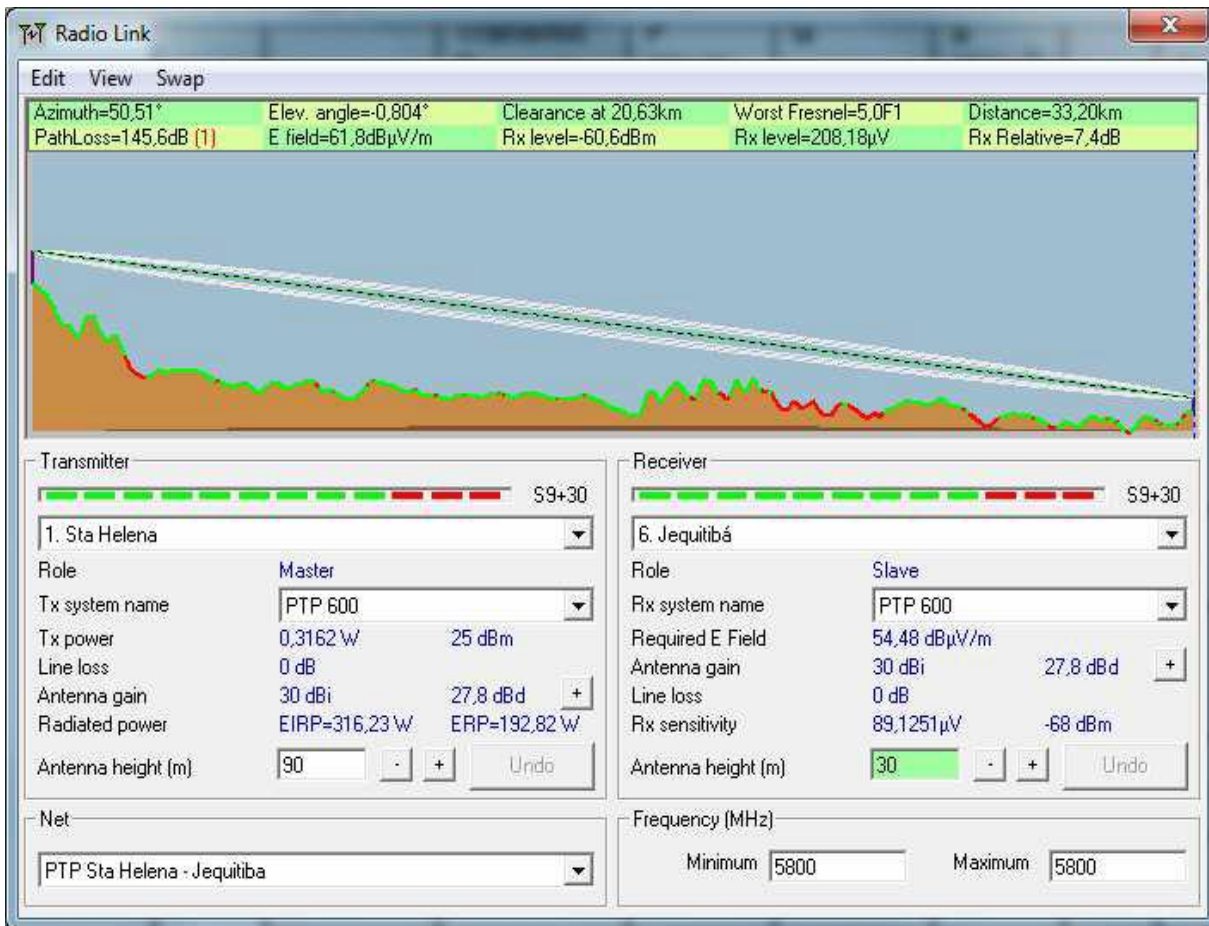 Radio Link
Edit View Swap
Azimuth=50,51° Elev. angle=-0,804° Clearance at 20,63km Worst Fresnel=5,0F1 Distance=33,20km
PathLoss=145,6dB (1) E field=61,8dBµV/m Rx level=-60,6dBm Rx level=208,18µV Rx Relative=7,4dB
Transmitter
S9+30
1. Sta Helena
Role Master
Tx system name PTP 600
Tx power 0,3162 W 25 dBm
Line loss 0 dB
Antenna gain 30 dBi 27,8 dBd +
Radiated power EIRP=316,23 W ERP=192,82 W
Antenna height (m) 90 - + Undo
Receiver
S9+30
6. Jequitibá
Role Slave
Rx system name PTP 600
Required E Field 54,48 dBµV/m
Antenna gain 30 dBi 27,8 dBd +
Line loss 0 dB
Rx sensitivity 89,1251µV -68 dBm
Antenna height (m) 30 - + Undo
Net
PTP Sta Helena - Jequitiba
Frequency (MHz)
Minimum 5800 Maximum 5800